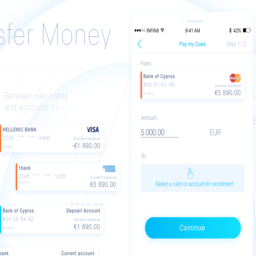 sfer Money
Between own cards
and accounts >>
HELLENIC BANK
VISA
Current balance
-€1 890.00
1bank
Current balance
€5 890.00
Bank of Cyprus
Deposit Account
Current balance
€1 890.00
bank
Current account
INFINB
9:41 AM
42%
Pay my Dues
Step 1 / 3
From:
Bank of Cyprus
Current balance
€5 890.00
Amount:
5 000.00
EUR
To:
Select a card or account for enrollment
Continue